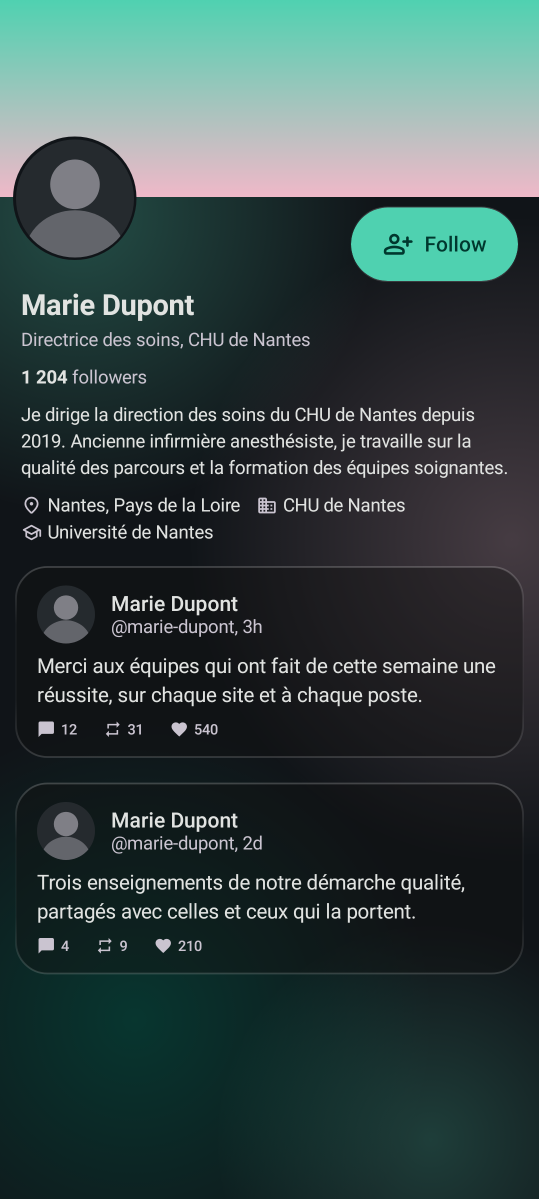 Follow
Marie Dupont
Directrice des soins, CHU de Nantes
1 204 followers
Je dirige la direction des soins du CHU de Nantes depuis
2019. Ancienne infirmière anesthésiste, je travaille sur la
qualité des parcours et la formation des équipes soignantes.
Nantes, Pays de la Loire CHU de Nantes
Université de Nantes
Marie Dupont
@marie-dupont, 3h
Merci aux équipes qui ont fait de cette semaine une
réussite, sur chaque site et à chaque poste.
12 31 540
Marie Dupont
@marie-dupont, 2d
Trois enseignements de notre démarche qualité,
partagés avec celles et ceux qui la portent.
4 9 210